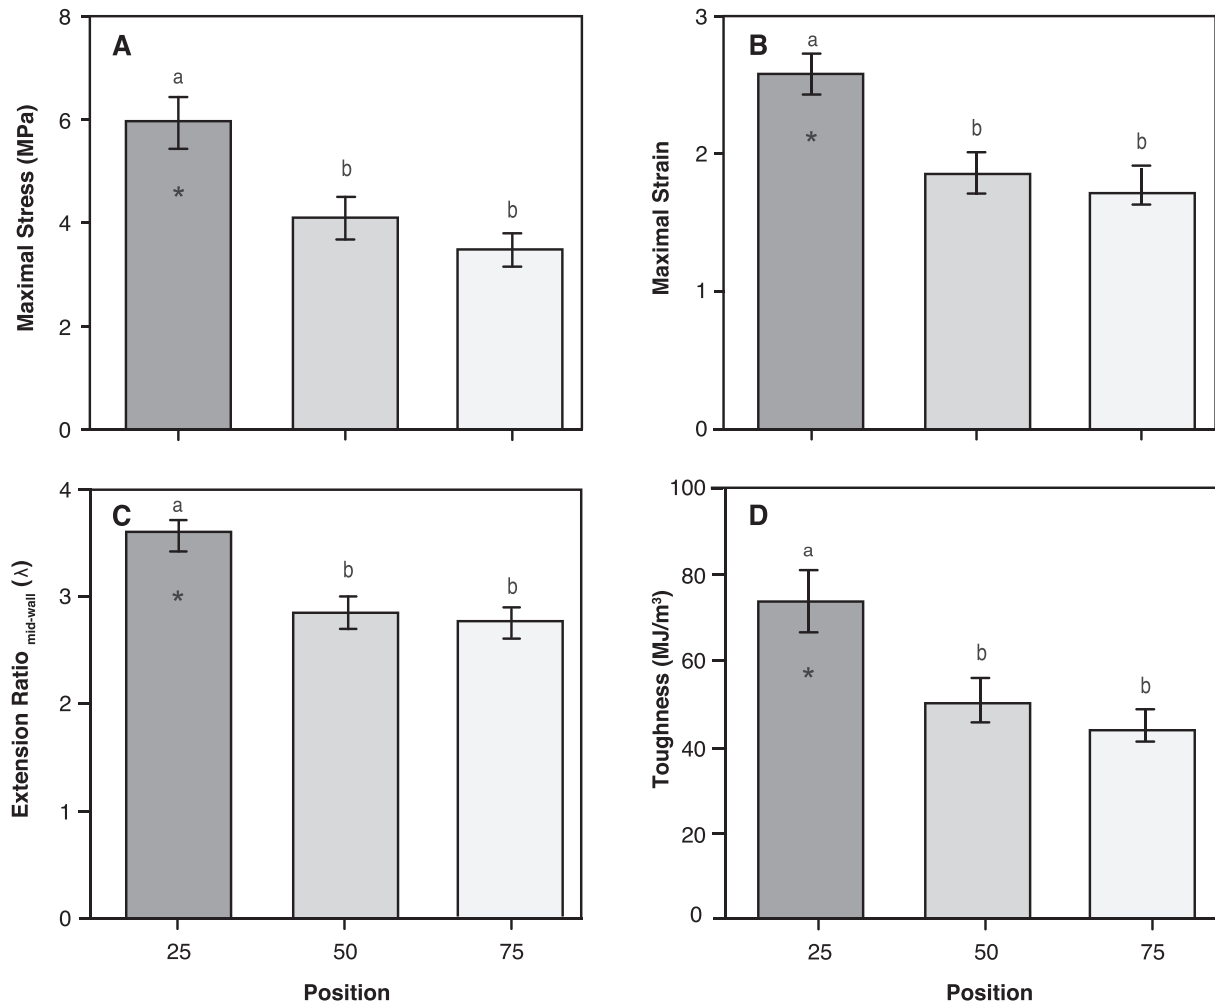 A
Maximal Stress (MPa)
8
6
4
2
0
a
*
b
b
B
Maximal Strain
3
2
1
0
a
*
b
b
C
Extension Ratio mid-wall (λ)
4
3
2
1
0
a
*
b
b
25 50 75
Position
D
Toughness (MJ/m³)
100
80
60
40
20
0
a
*
b
b
25 50 75
Position